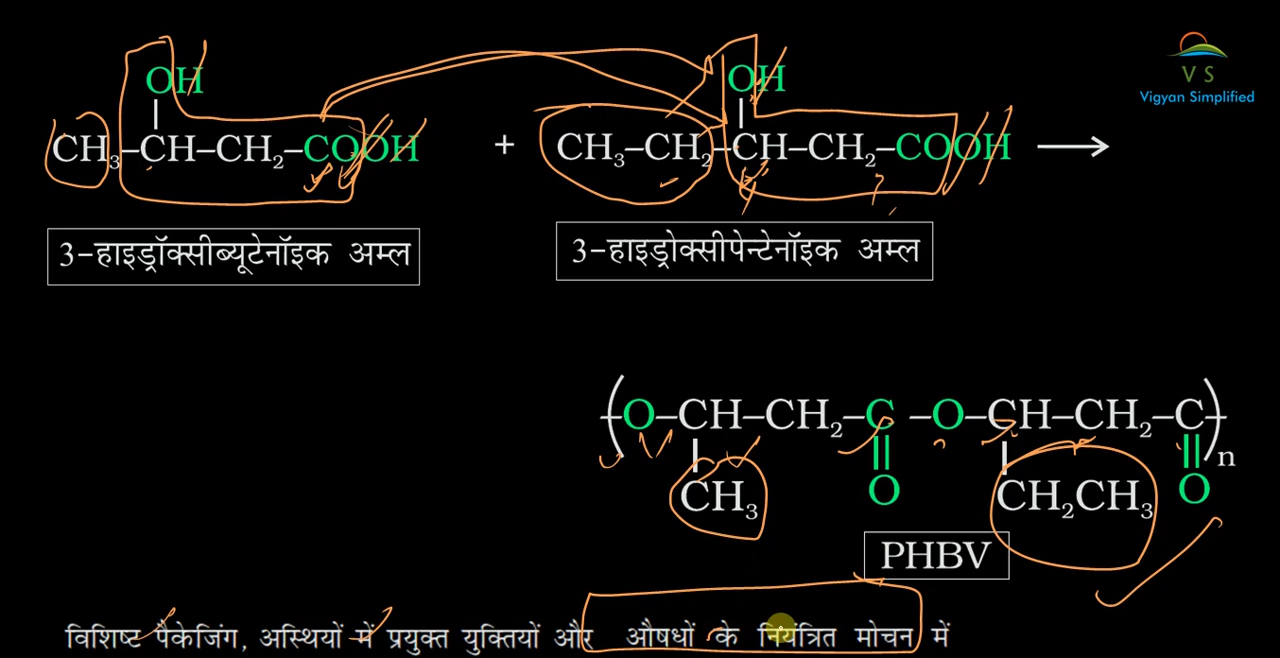 V S
Vigyan Simplified
OH OH
CH₃–CH–CH₂–COOH + CH₃–CH₂–CH–CH₂–COOH ⟶
3-हाइड्रॉक्सीब्यूटेनॉइक अम्ल 3-हाइड्रोक्सीपेन्टेनॉइक अम्ल
(O–CH–CH₂–C–O–CH–CH₂–C)n
CH₃ O CH₂CH₃ O
PHBV
विशिष्ट पैकेजिंग, अस्थियों में प्रयुक्त युक्तियों और औषधों के नियंत्रित मोचन में